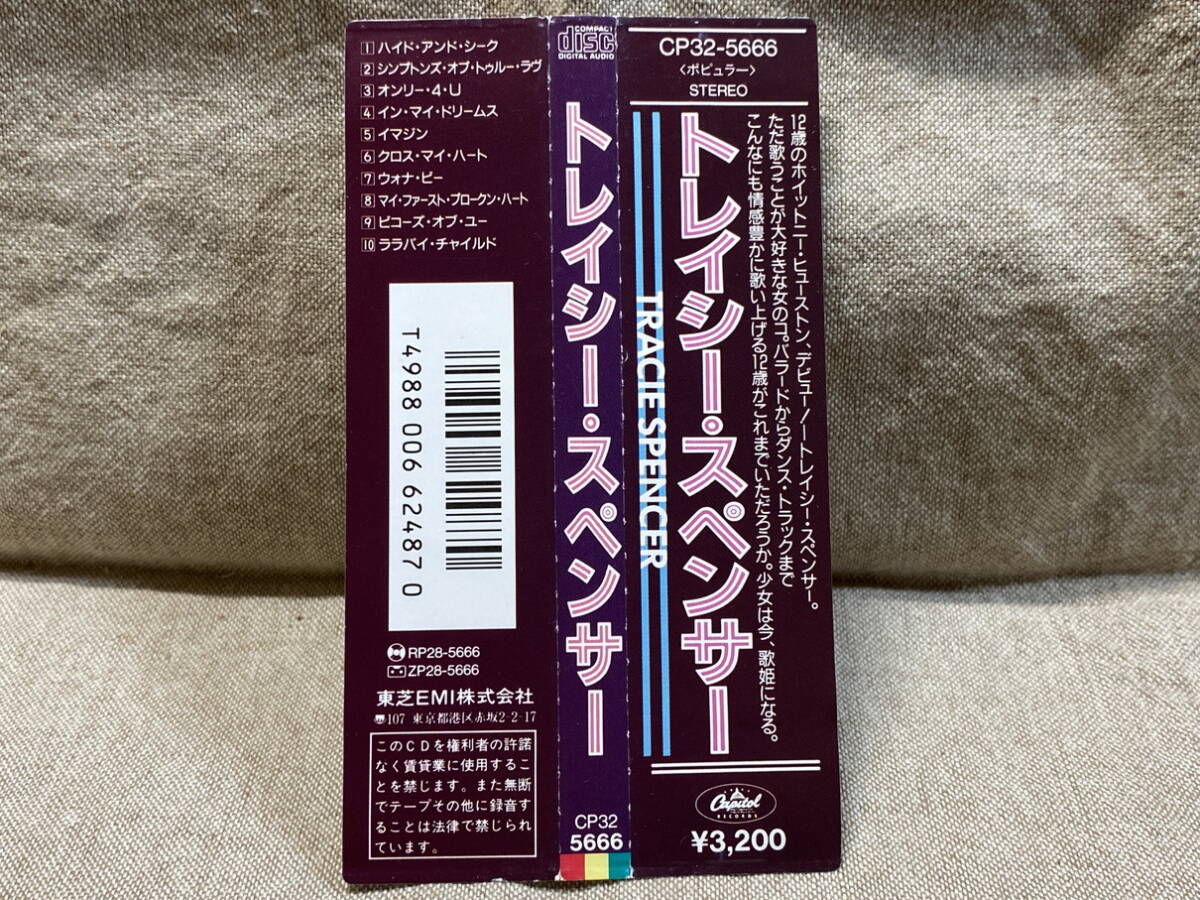 1 ハイド・アンド・シーク
2 シンプトンズ・オブ・トゥルー・ラヴ
3 オンリー・4・U
4 イン・マイ・ドリームス
5 イマジン
6 クロス・マイ・ハート
7 ウォナ・ビー
8 マイ・ファースト・ブロークン・ハート
9 ビコーズ・オブ・ユー
10 ララバイ・チャイルド
T4988 006 62487 0
RP28-5666
ZP28-5666
東芝EMI株式会社
〠107 東京都港区赤坂2-2-17
このCDを権利者の許諾
なく賃貸業に使用するこ
とを禁じます。また無断
でテープその他に録音す
ることは法律で禁じられ
ています。
COMPACT
disc
DIGITAL AUDIO
トレイシー・スペンサー
CP32
5666
CP32-5666
〈ポピュラー〉
STEREO
12歳のホイットニー・ヒューストン、デビュー!ートレイシー・スペンサー。
ただ歌うことが大好きな女のコ。バラードからダンス・トラックまで
こんなにも情感豊かに歌い上げる12歳がこれまでいただろうか。少女は今、歌姫になる。
トレイシー・スペンサー
TRACIE SPENCER
Capitol
RECORDS
¥3,200